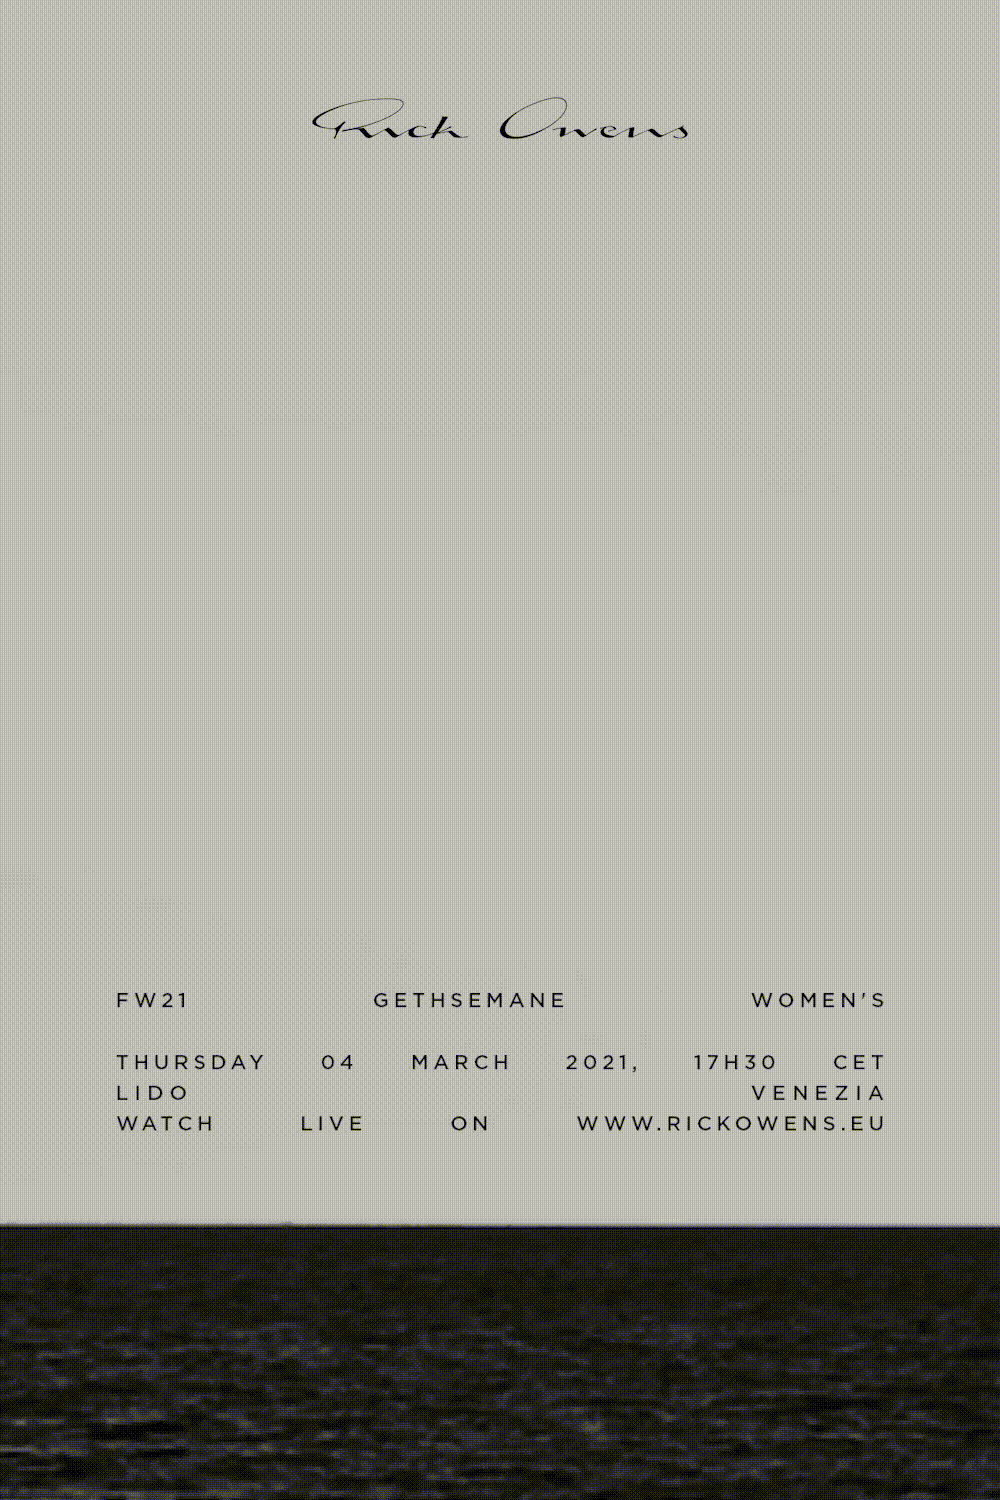 Rick Owens
FW21 GETHSEMANE WOMEN'S
THURSDAY 04 MARCH 2021, 17H30 CET
LIDO VENEZIA
WATCH LIVE ON WWW.RICKOWENS.EU